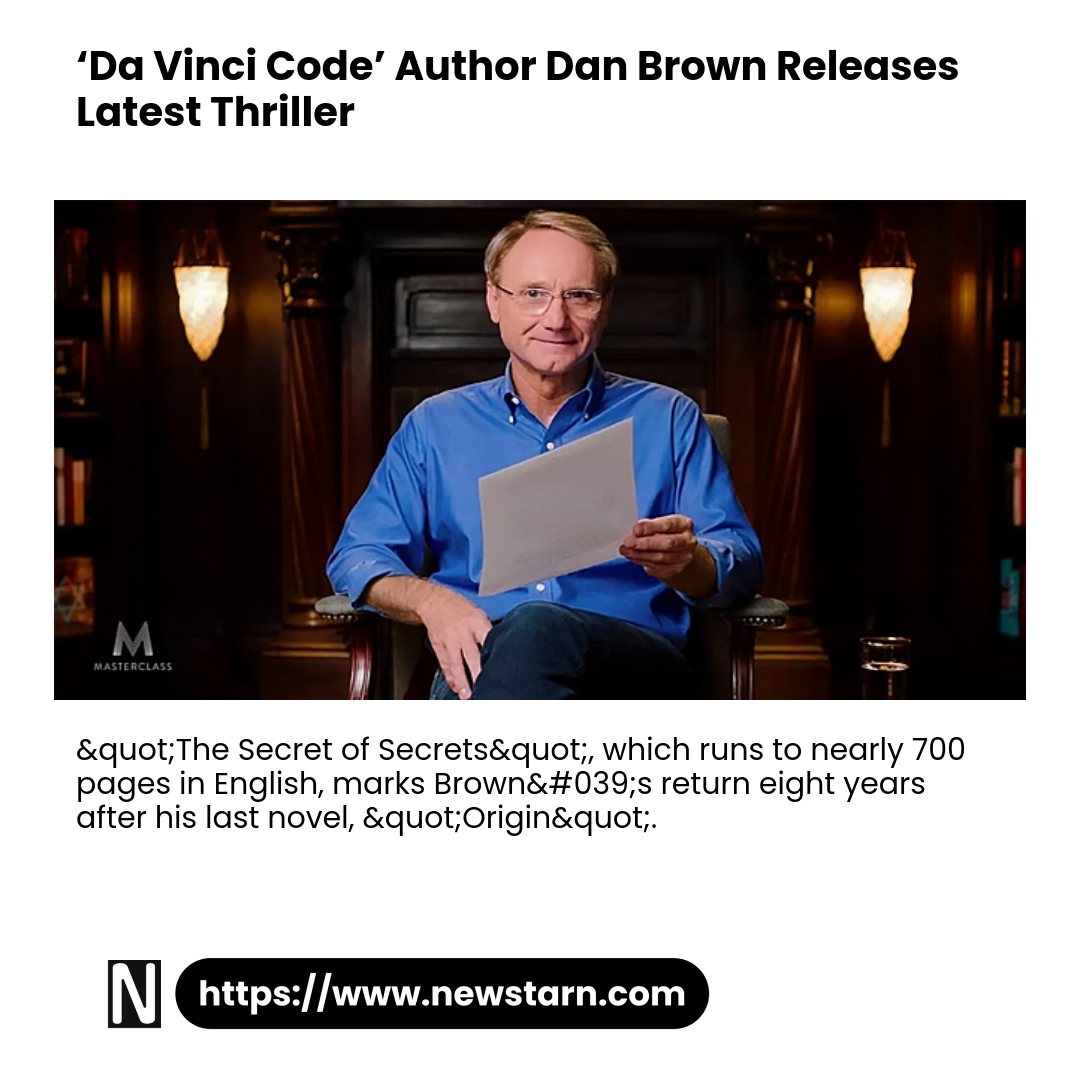 ‘Da Vinci Code’ Author Dan Brown Releases
Latest Thriller
M
MASTERCLASS
&quot;The Secret of Secrets&quot;, which runs to nearly 700
pages in English, marks Brown&#039;s return eight years
after his last novel, &quot;Origin&quot;.
N
https://www.newstarn.com